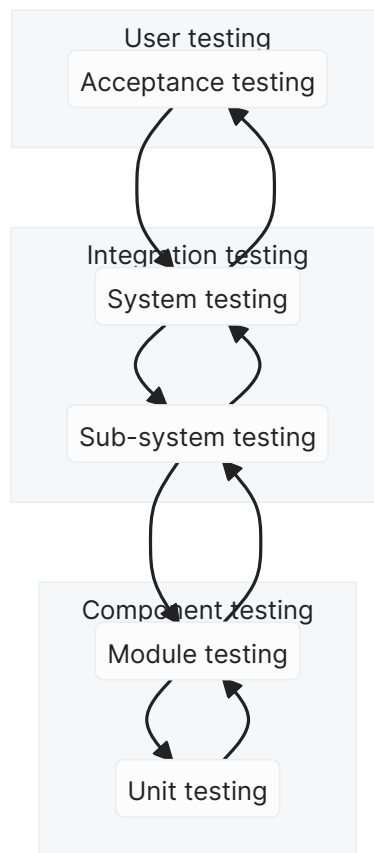 User testing
Acceptance testing
Integration testing
System testing
Sub-system testing
Component testing
Module testing
Unit testing